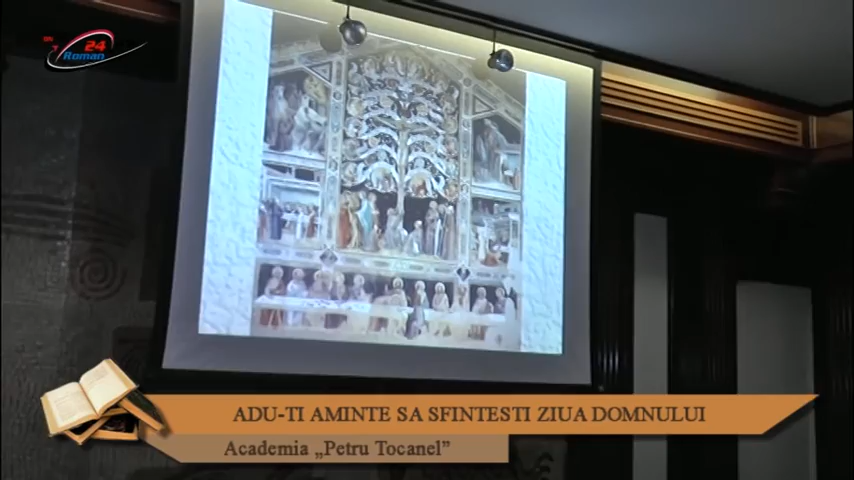 24
Roman
ADU-TI AMINTE SA SFINTESTI ZIUA DOMNULUI
Academia „Petru Tocanel”